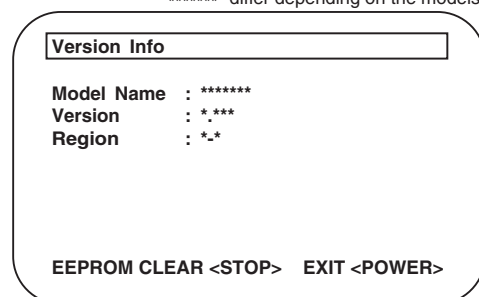 "*******" differ depending on the models
Version Info
Model Name : *******
Version : *.***
Region : *-*
EEPROM CLEAR <STOP> EXIT <POWER>